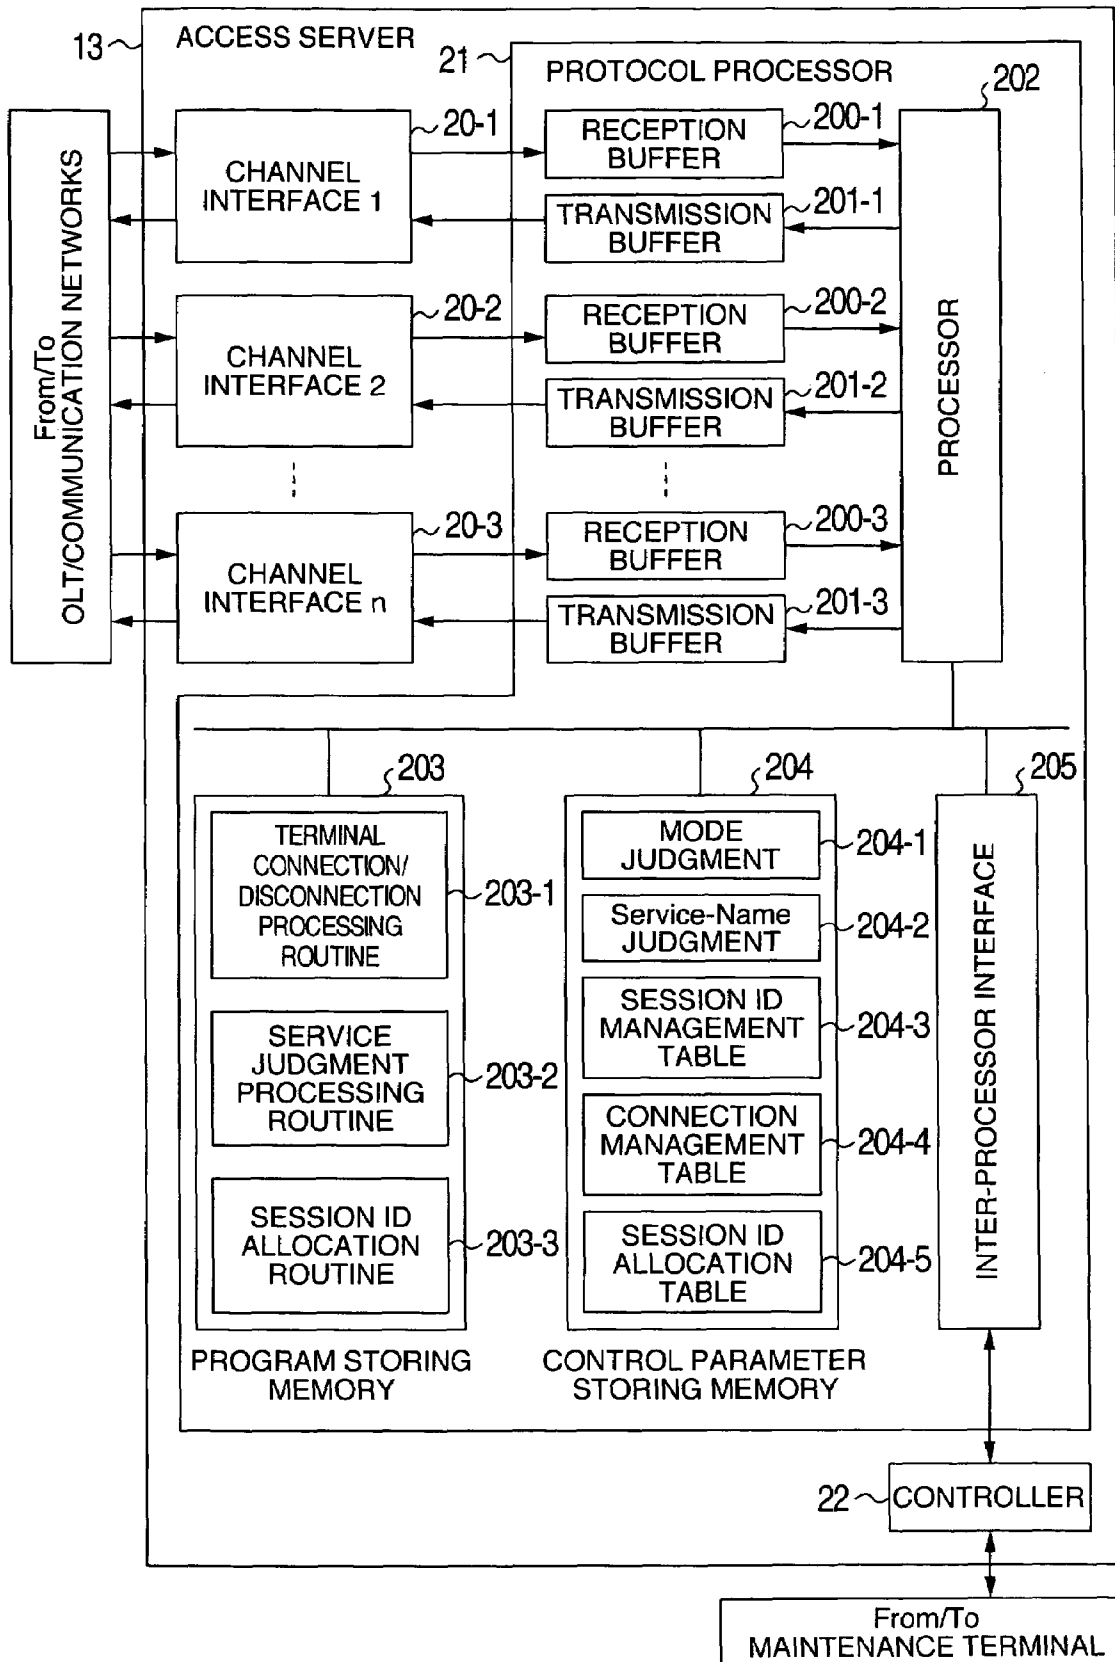 13
ACCESS SERVER
21
PROTOCOL PROCESSOR
202
From/To
OLT/COMMUNICATION NETWORKS
20-1
CHANNEL
INTERFACE 1
RECEPTION
BUFFER
200-1
TRANSMISSION
BUFFER
201-1
20-2
CHANNEL
INTERFACE 2
RECEPTION
BUFFER
200-2
TRANSMISSION
BUFFER
201-2
PROCESSOR
20-3
CHANNEL
INTERFACE n
RECEPTION
BUFFER
200-3
TRANSMISSION
BUFFER
201-3
203
TERMINAL
CONNECTION/
DISCONNECTION
PROCESSING
ROUTINE
203-1
SERVICE
JUDGMENT
PROCESSING
ROUTINE
203-2
SESSION ID
ALLOCATION
ROUTINE
203-3
PROGRAM STORING
MEMORY
204
MODE
JUDGMENT
204-1
Service-Name
JUDGMENT
204-2
SESSION ID
MANAGEMENT
TABLE
204-3
CONNECTION
MANAGEMENT
TABLE
204-4
SESSION ID
ALLOCATION
TABLE
204-5
CONTROL PARAMETER
STORING MEMORY
205
INTER-PROCESSOR INTERFACE
22
CONTROLLER
From/To
MAINTENANCE TERMINAL